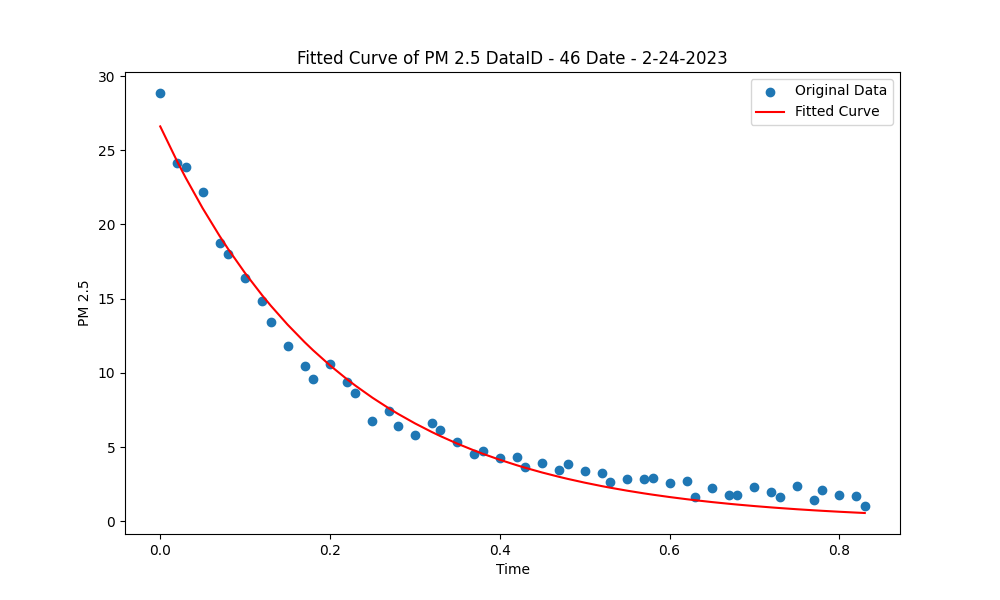 Fitted Curve of PM 2.5 DataID - 46 Date - 2-24-2023
Original Data
Fitted Curve
30
25
20
15
10
5
0
PM 2.5
0.0 0.2 0.4 0.6 0.8
Time